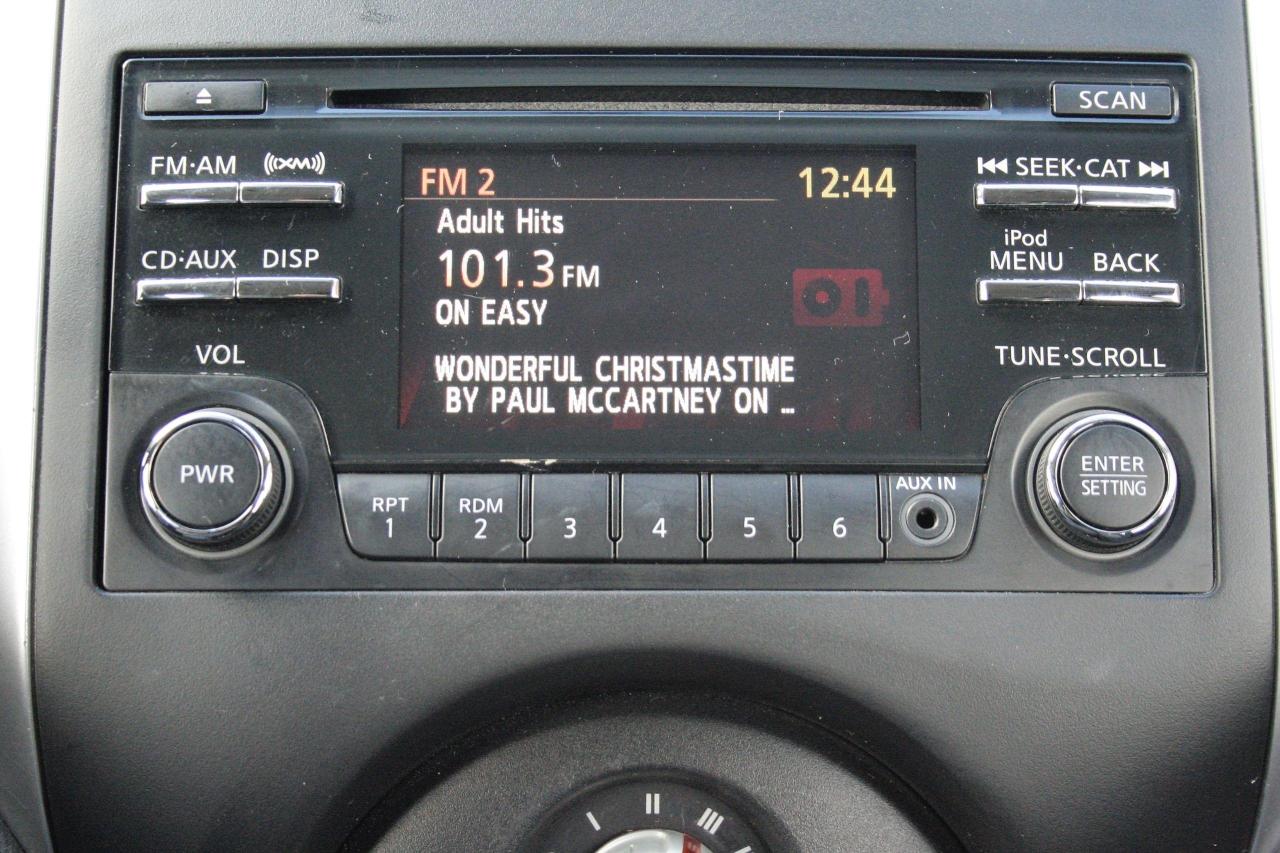 SCAN
FM·AM
((XM))
SEEK·CAT
CD·AUX
DISP
iPod
MENU
BACK
VOL
TUNE·SCROLL
FM 2
12:44
Adult Hits
101.3 FM
ON EASY
WONDERFUL CHRISTMASTIME
BY PAUL MCCARTNEY ON ...
PWR
ENTER
SETTING
RPT
1
RDM
2
3
4
5
6
AUX IN
I
II
III